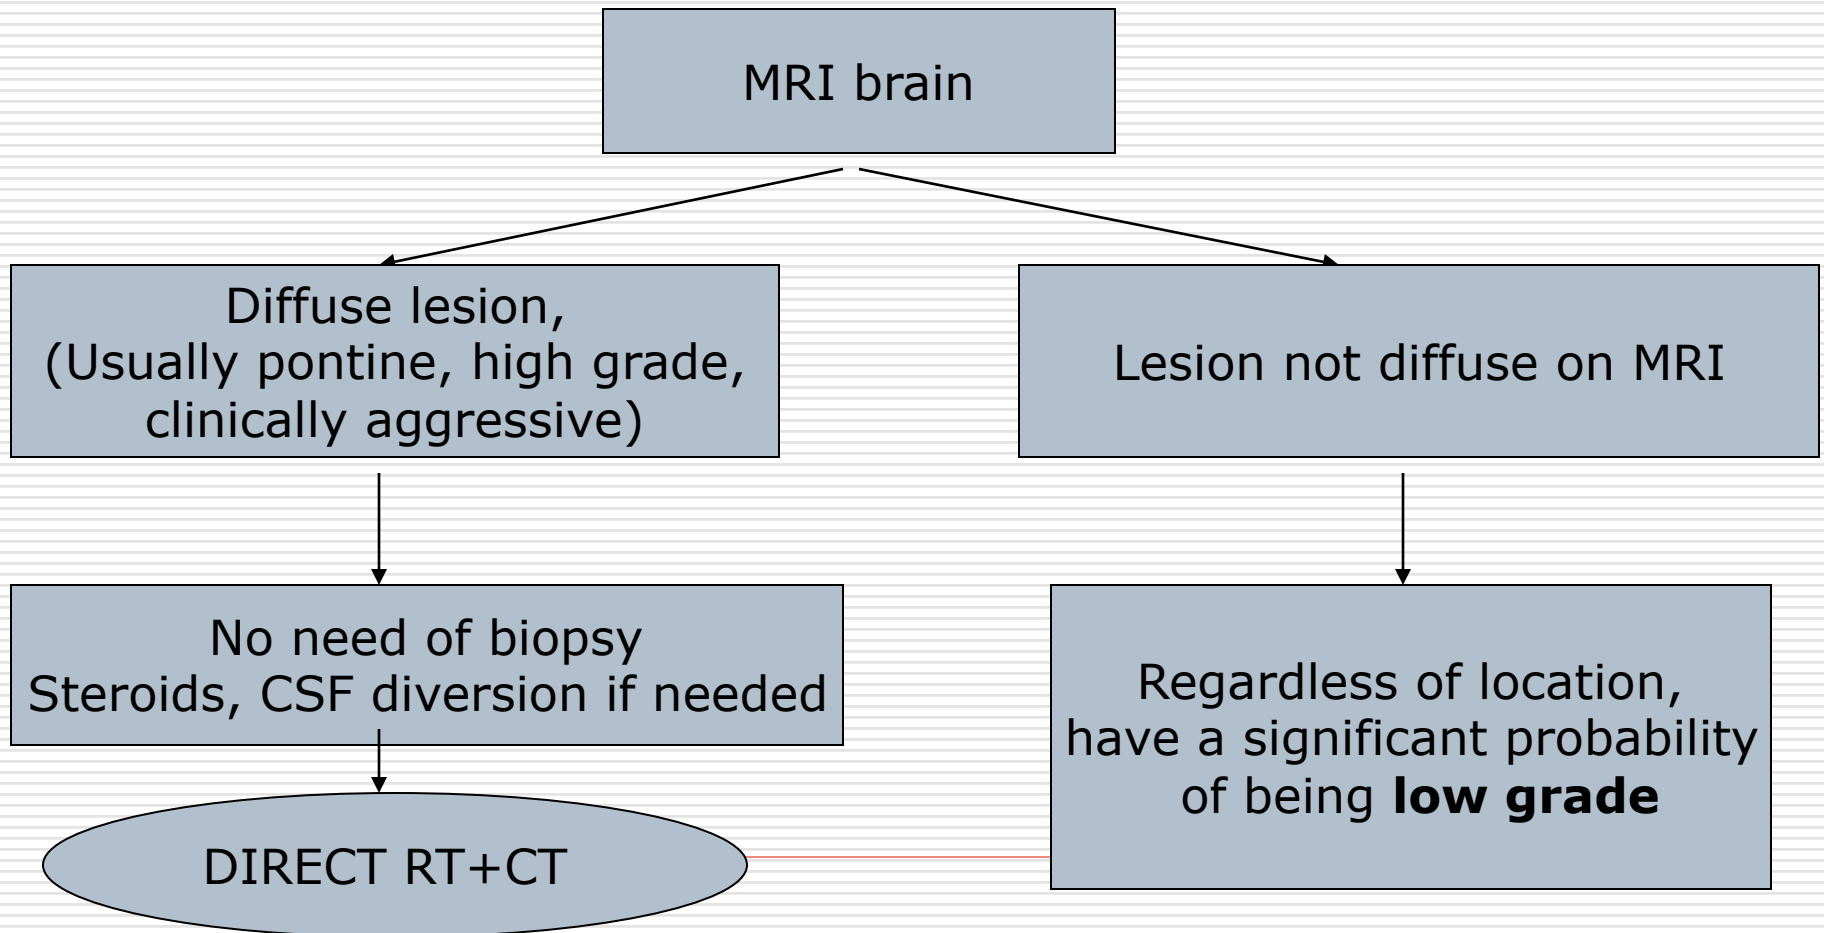 MRI brain
Diffuse lesion,
(Usually pontine, high grade,
clinically aggressive)
Lesion not diffuse on MRI
No need of biopsy
Steroids, CSF diversion if needed
Regardless of location,
have a significant probability
of being low grade
DIRECT RT+CT